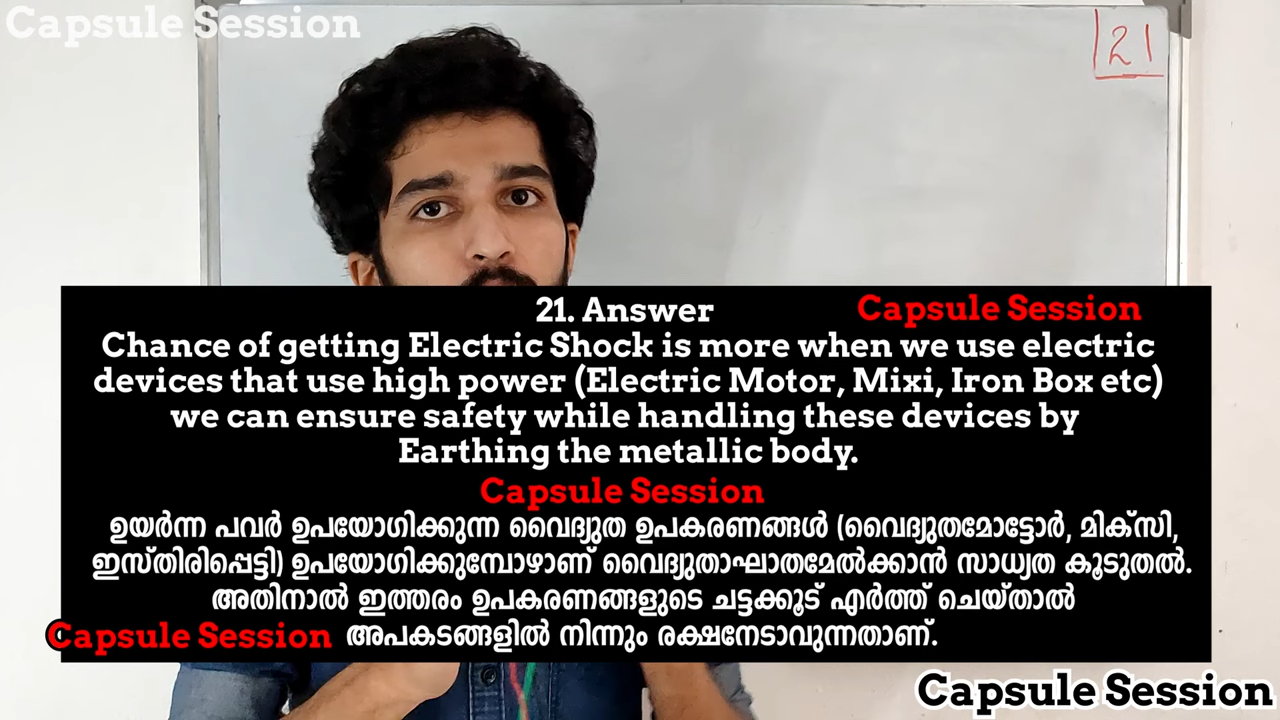 Capsule Session
21
21. Answer
Capsule Session
Chance of getting Electric Shock is more when we use electric
devices that use high power (Electric Motor, Mixi, Iron Box etc)
we can ensure safety while handling these devices by
Earthing the metallic body.
Capsule Session
ഉയർന്ന പവർ ഉപയോഗിക്കുന്ന വൈദ്യുത ഉപകരണങ്ങൾ (വൈദ്യുതമോട്ടോർ, മിക്സി,
ഇസ്തിരിപ്പെട്ടി) ഉപയോഗിക്കുമ്പോഴാണ് വൈദ്യുതാഘാതമേൽക്കാൻ സാധ്യത കൂടുതൽ.
അതിനാൽ ഇത്തരം ഉപകരണങ്ങളുടെ ചട്ടക്കൂട് എർത്ത് ചെയ്താൽ
Capsule Session അപകടങ്ങളിൽ നിന്നും രക്ഷനേടാവുന്നതാണ്.
Capsule Session